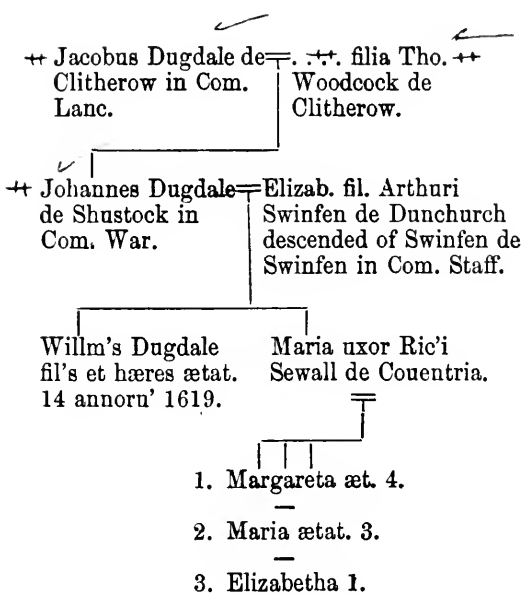 Jacobus Dugdale de
Clitherow in Com.
Lanc.
filia Tho.
Woodcock de
Clitherow.
Johannes Dugdale
de Shustock in
Com. War.
Elizab. fil. Arthuri
Swinfen de Dunchurch
descended of Swinfen de
Swinfen in Com. Staff.
Willm's Dugdale
fil's et hæres ætat.
14 annoru' 1619.
Maria uxor Ric'i
Sewall de Couentria.
1. Margareta æt. 4.
2. Maria ætat. 3.
3. Elizabetha 1.